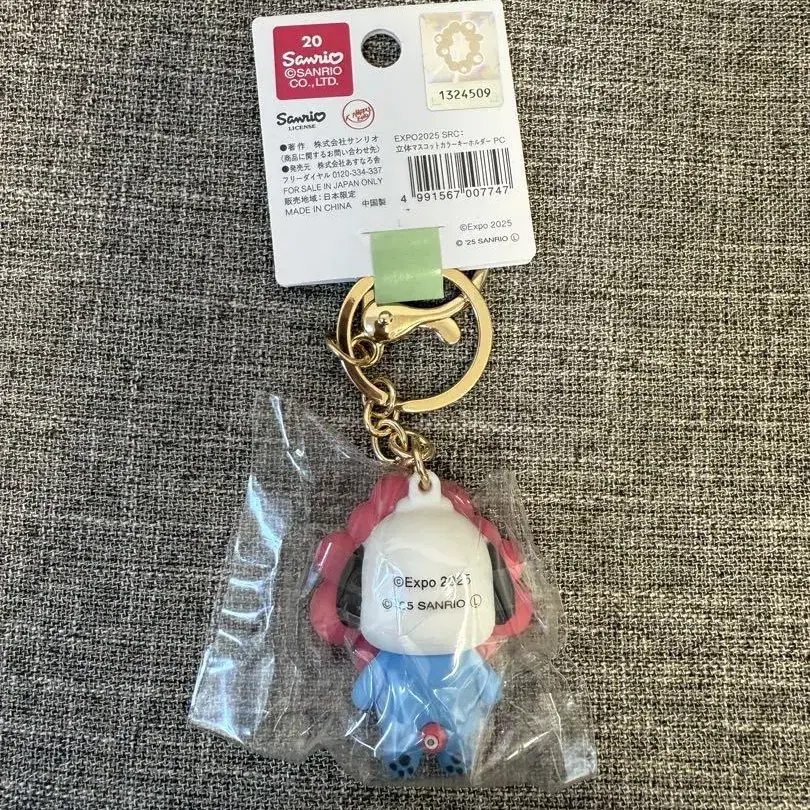 20
Sanrio
©SANRIO
CO., LTD.
1324509
Sanrio
LICENSE
EXPO2025 SRC:
立体マスコットカラーキーホルダー PC
●著作 株式会社サンリオ
(商品に関するお問い合わせ先)
●発売元 株式会社あすなろ舎
フリーダイヤル 0120-334-337
FOR SALE IN JAPAN ONLY
販売地域:日本限定
MADE IN CHINA 中国製
4 991567 007747
©Expo 2025
© '25 SANRIO Ⓛ
©Expo 2025
© '25 SANRIO Ⓛ